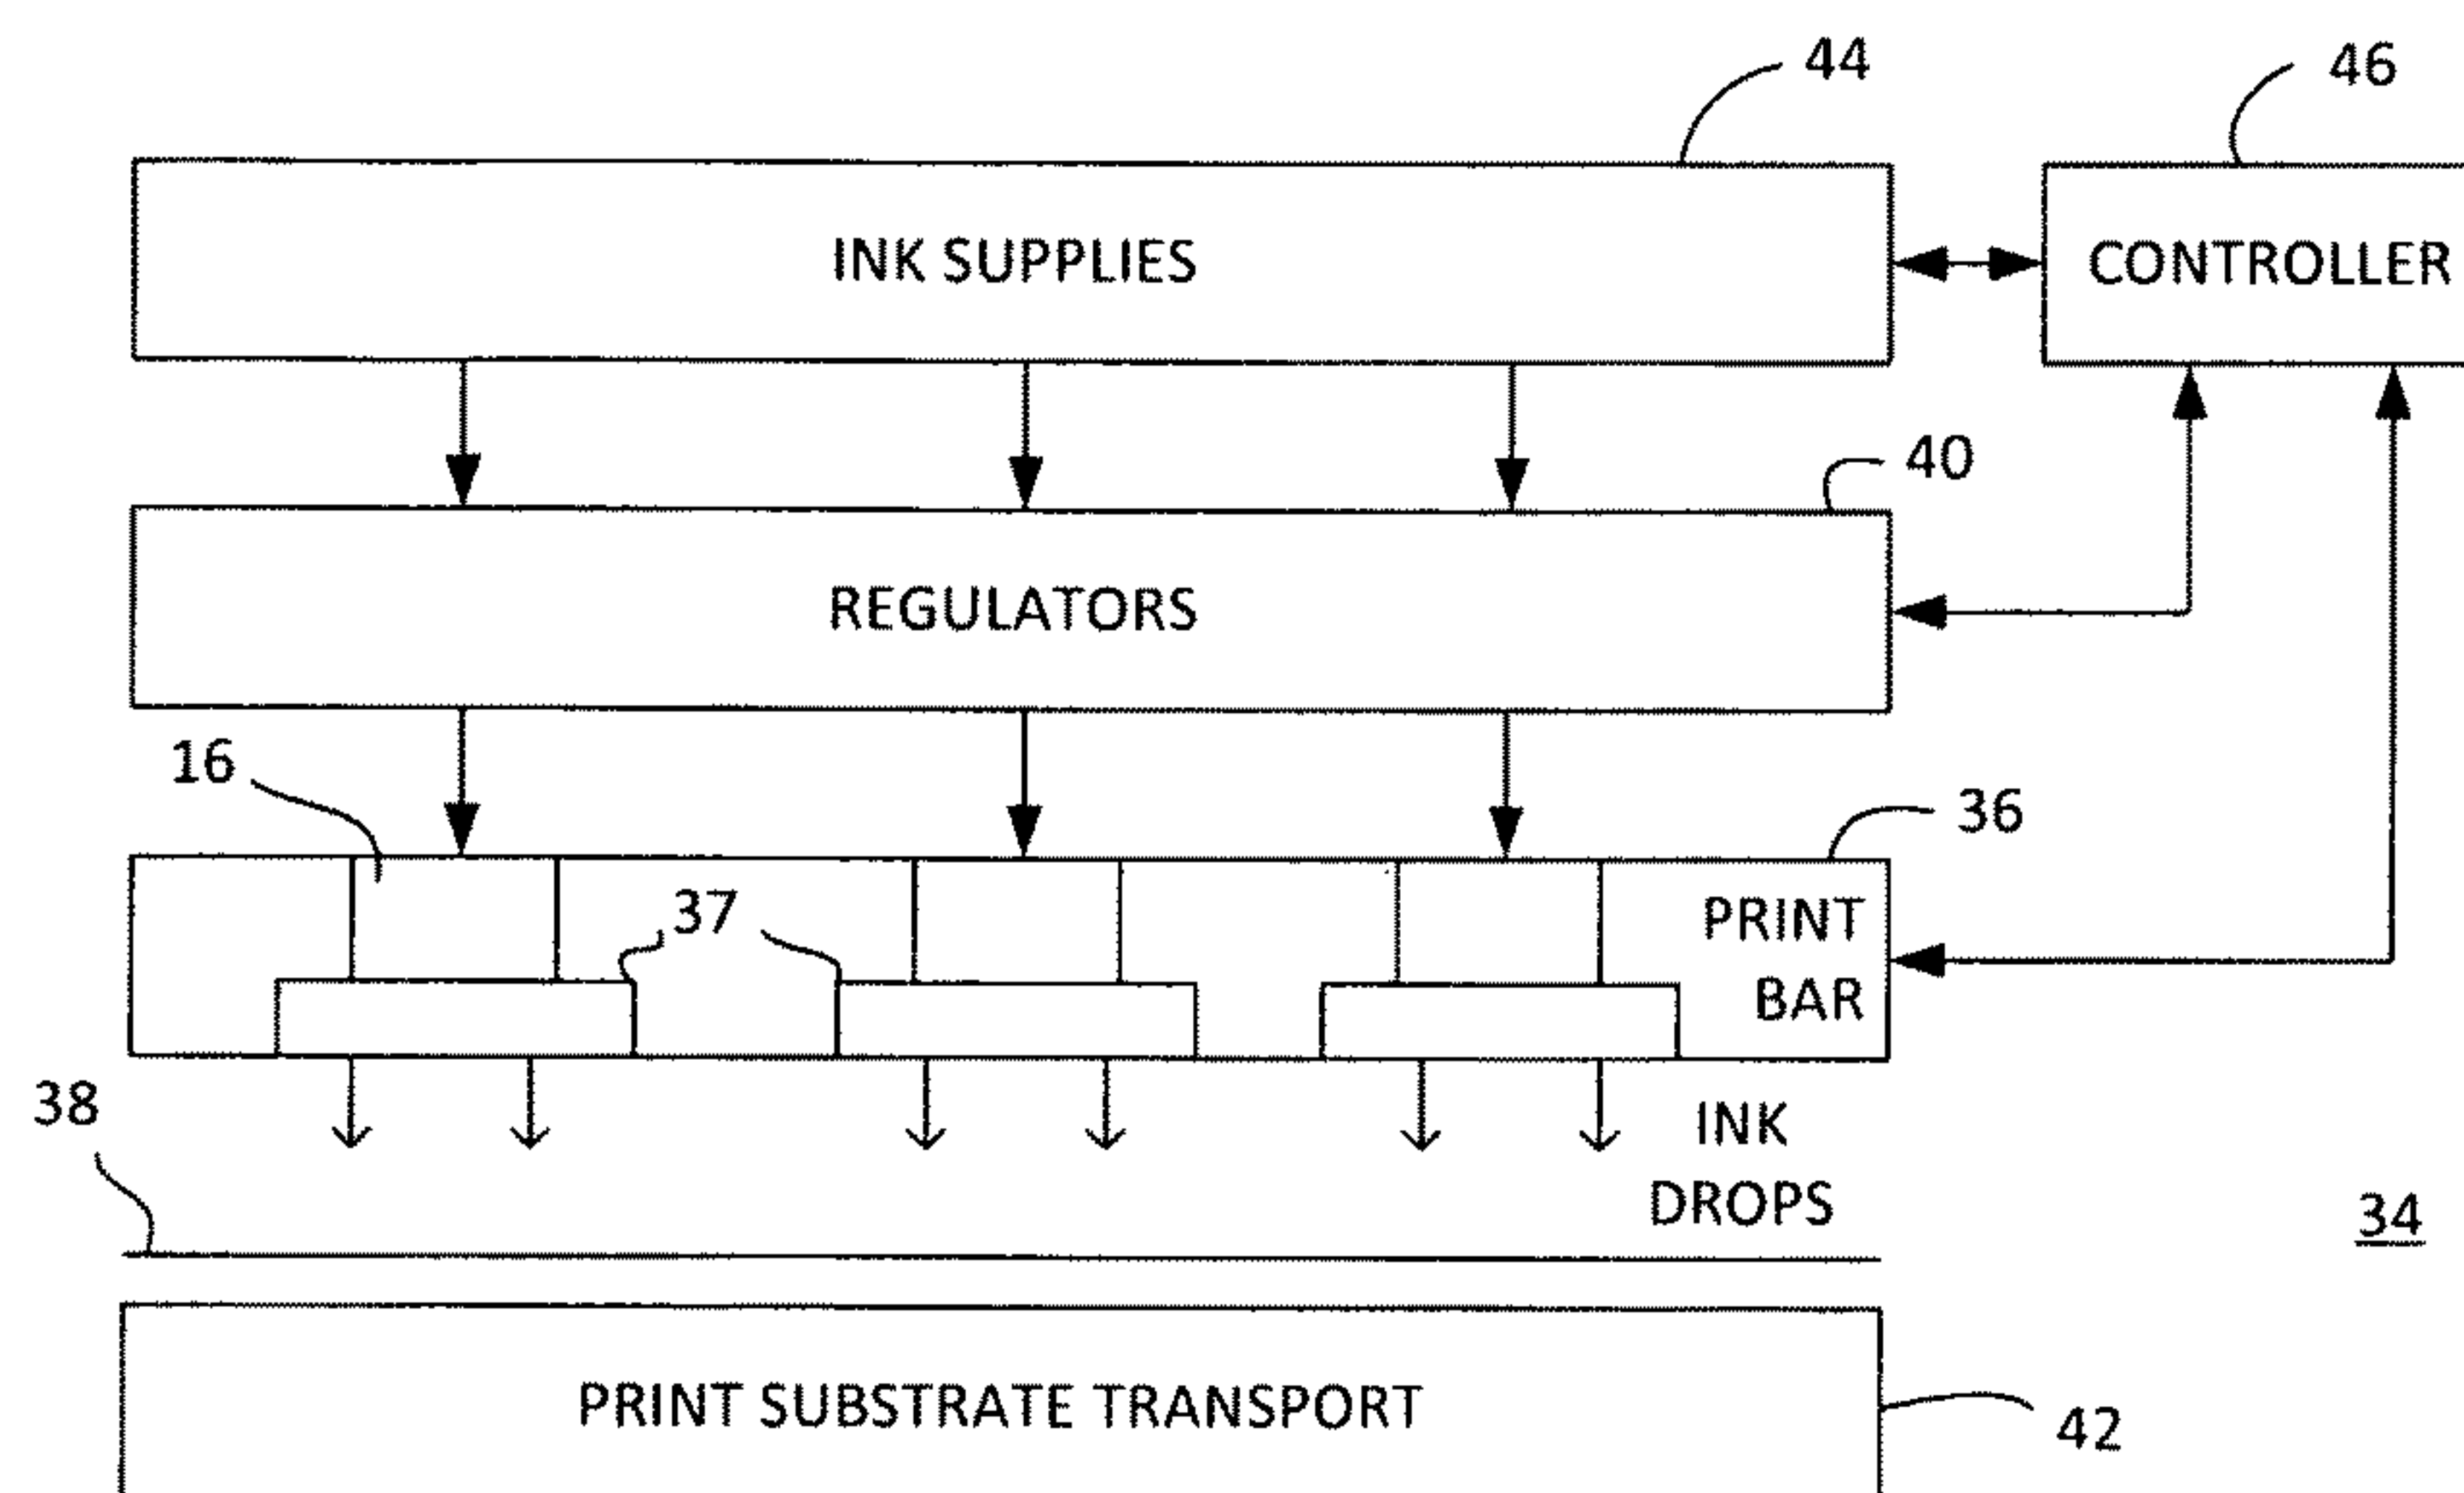 44
46
INK SUPPLIES
CONTROLLER
40
REGULATORS
16
36
37
PRINT
BAR
38
INK
DROPS
34
PRINT SUBSTRATE TRANSPORT
42